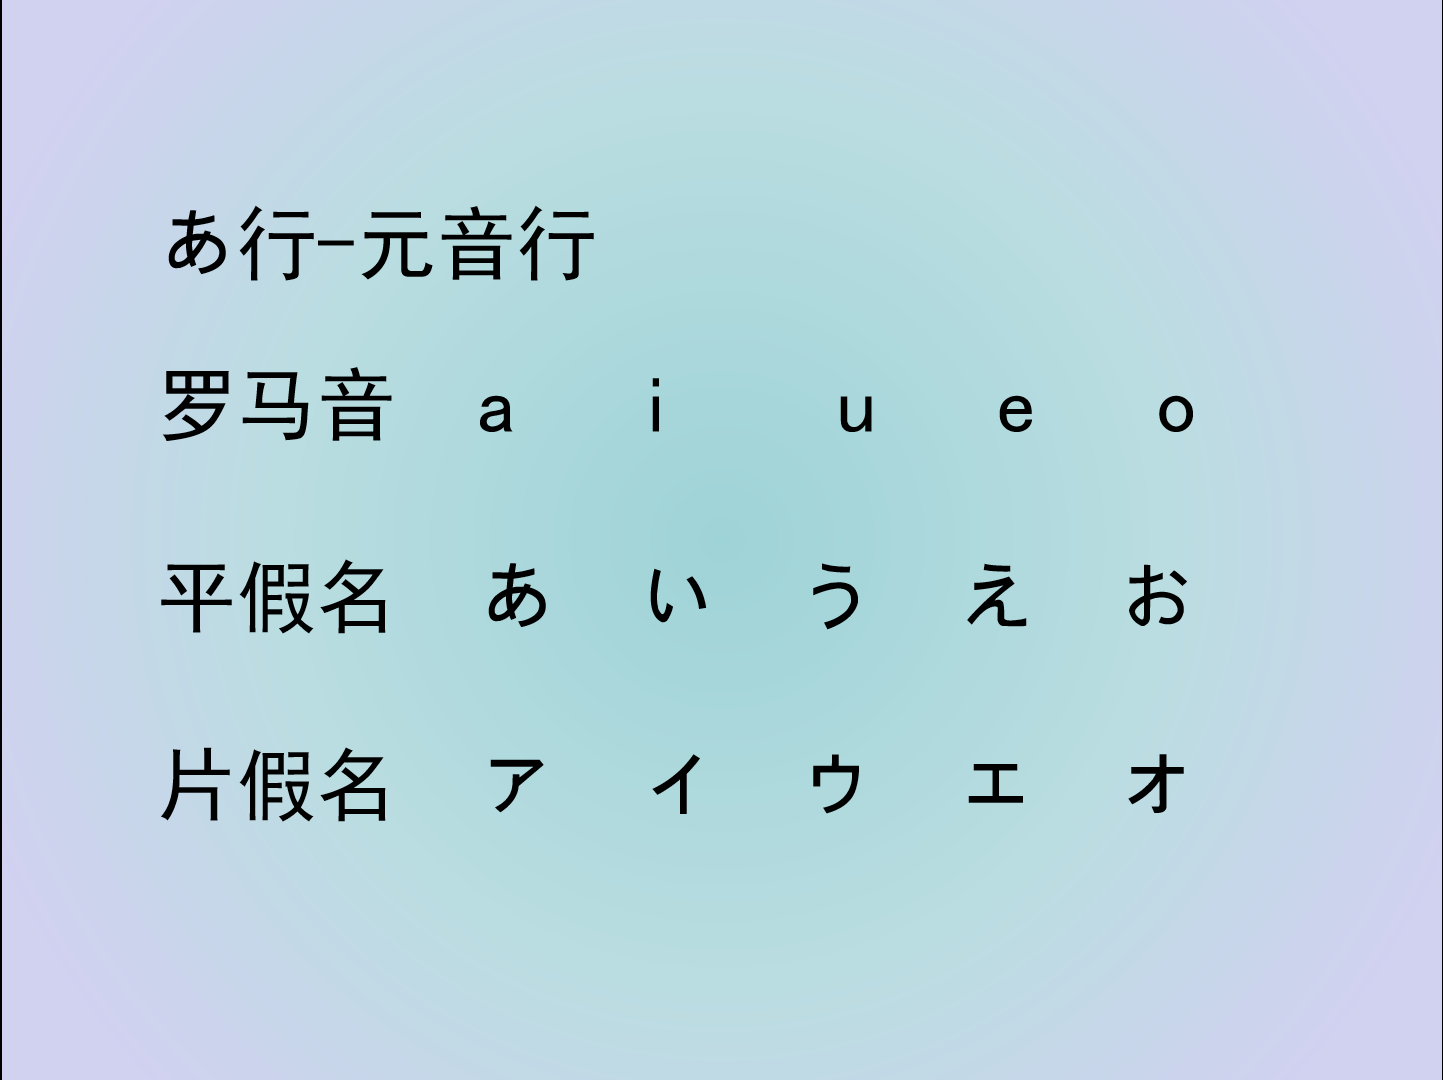 あ行-元音行
罗马音 a i u e o
平假名 あ い う え お
片假名 ア イ ウ エ オ